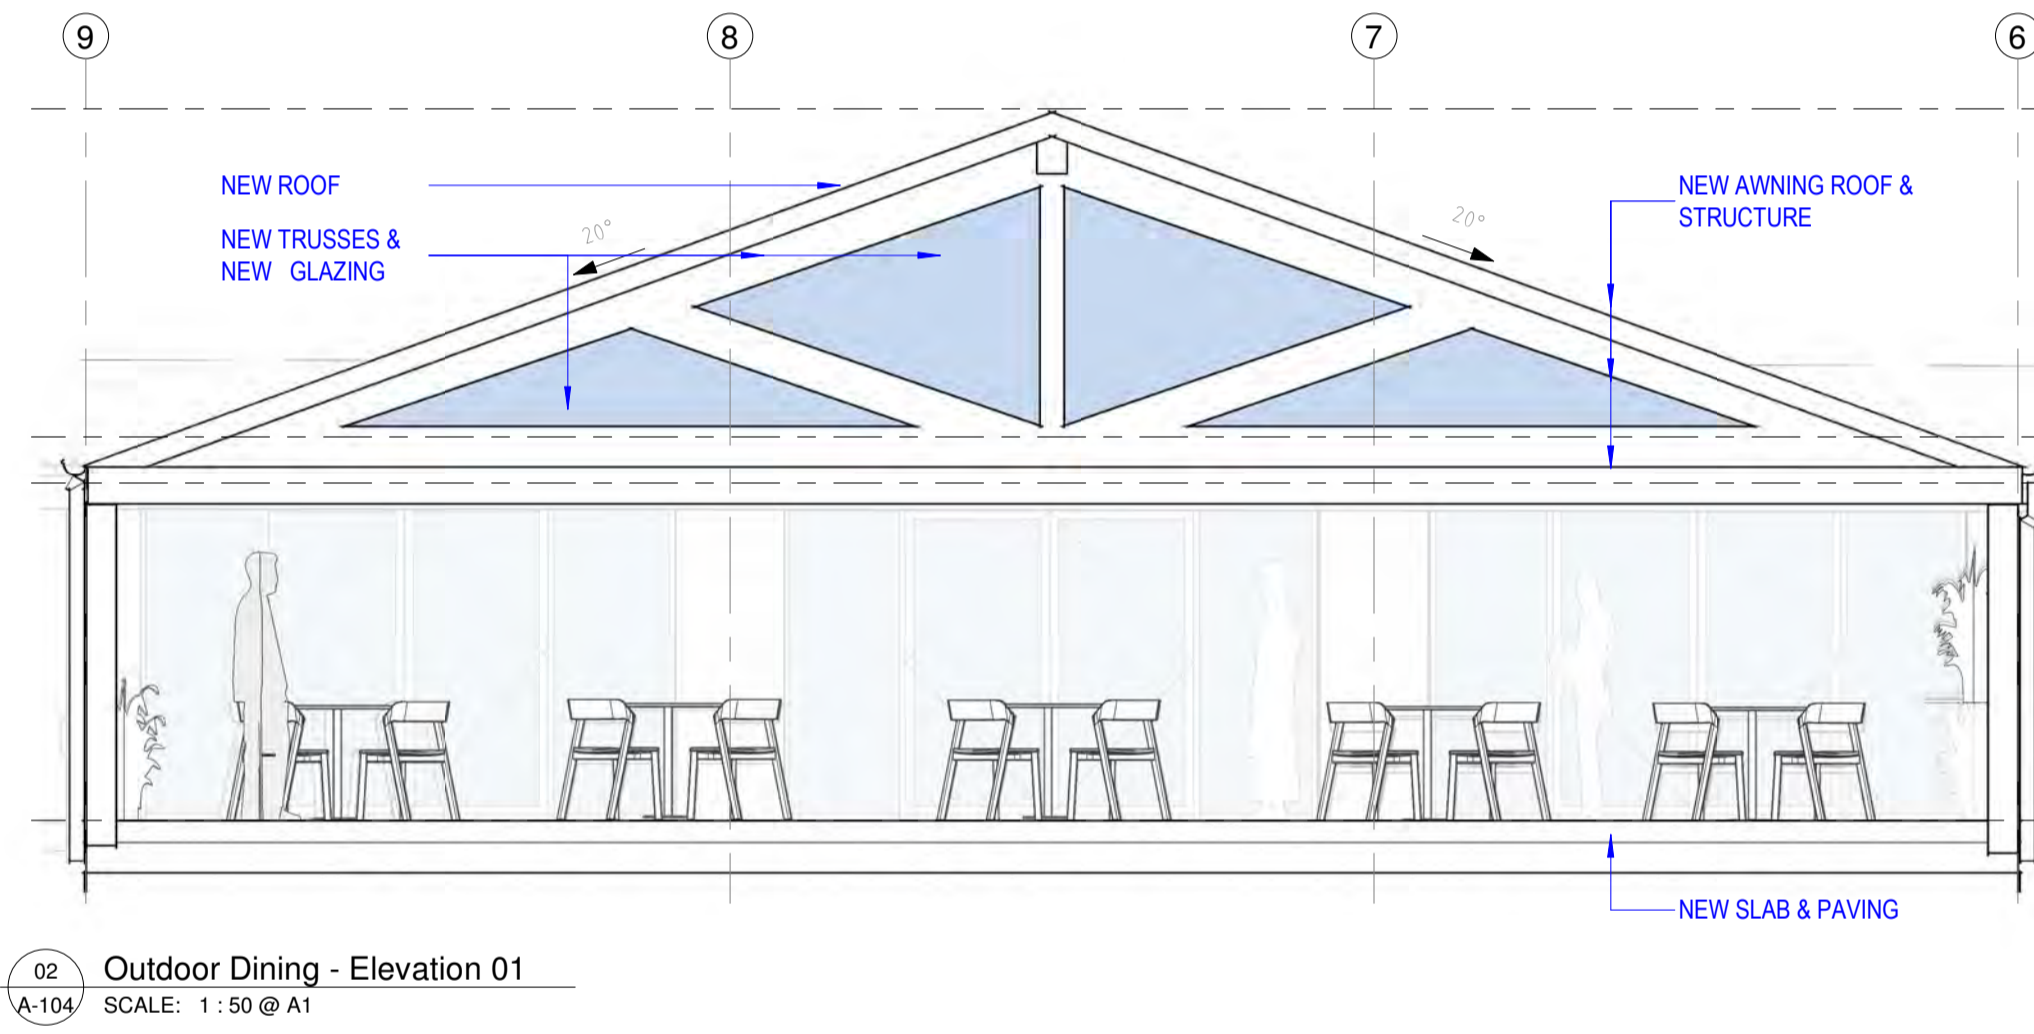 9
8
7
6
NEW ROOF
NEW TRUSSES &
NEW GLAZING
20°
20°
NEW AWNING ROOF &
STRUCTURE
NEW SLAB & PAVING
02
A-104
Outdoor Dining - Elevation 01
SCALE: 1 : 50 @ A1